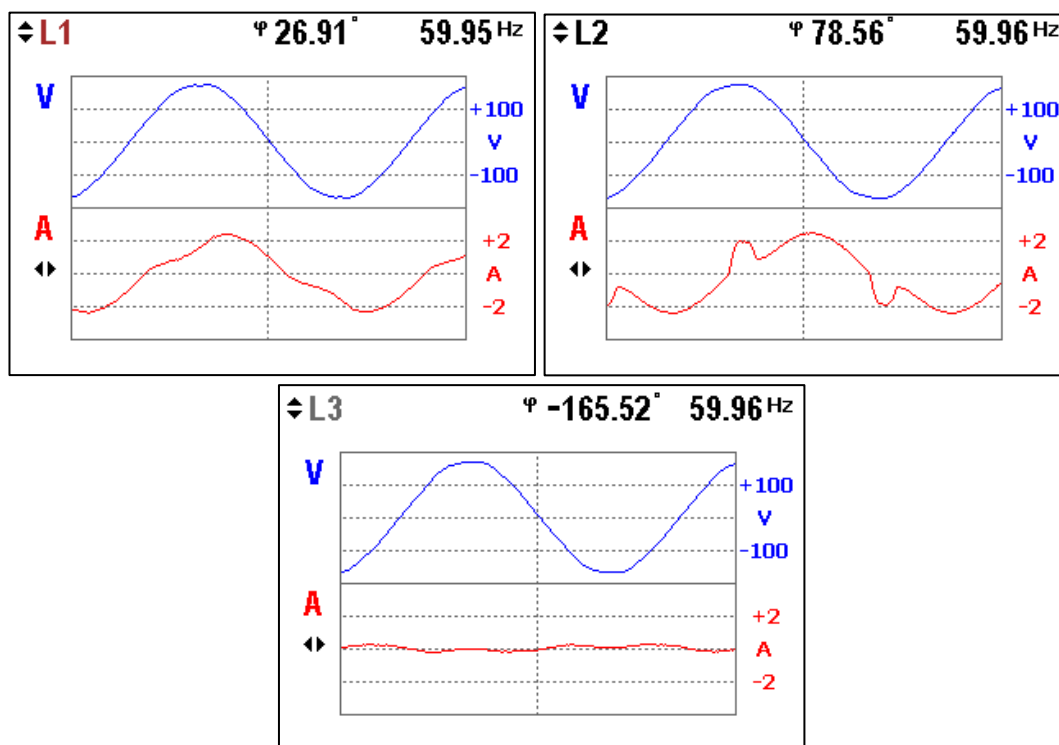 L1 φ 26.91° 59.95 Hz
V
+100
V
-100
A
+2
A
-2
L2 φ 78.56° 59.96 Hz
V
+100
V
-100
A
+2
A
-2
L3 φ -165.52° 59.96 Hz
V
+100
V
-100
A
+2
A
-2